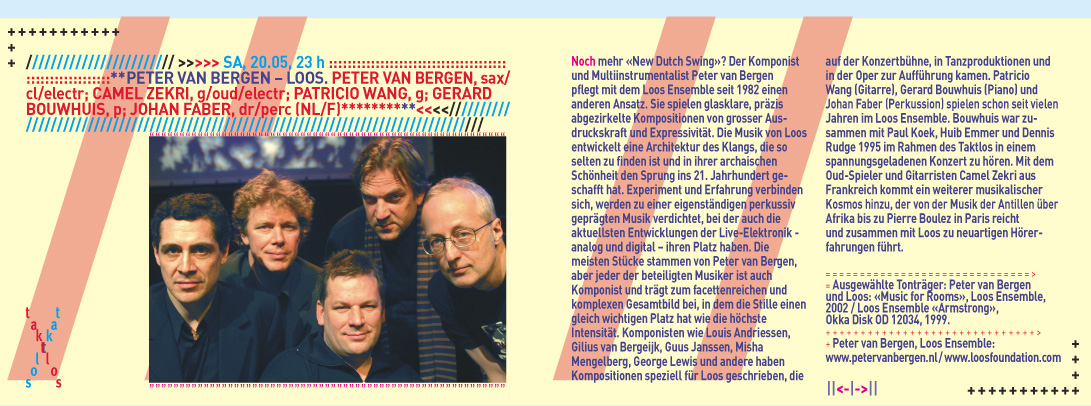 +++++++++++
+
+
//////////////////////////// >>>>> SA, 20.05, 23 h ::::::::::::::::::::::::::::::::
:::::::::::::::::::**PETER VAN BERGEN – LOOS. PETER VAN BERGEN, sax/
cl/electr; CAMEL ZEKRI, g/oud/electr; PATRICIO WANG, g; GERARD
BOUWHUIS, p; JOHAN FABER, dr/perc (NL/F)**********<<<<////////////
///
taktlos
taktlos
Noch mehr «New Dutch Swing»? Der Komponist
und Multiinstrumentalist Peter van Bergen
pflegt mit dem Loos Ensemble seit 1982 einen
anderen Ansatz. Sie spielen glasklare, präzis
abgezirkelte Kompositionen von grosser Aus-
druckskraft und Expressivität. Die Musik von Loos
entwickelt eine Architektur des Klangs, die so
selten zu finden ist und in ihrer archaischen
Schönheit den Sprung ins 21. Jahrhundert ge-
schafft hat. Experiment und Erfahrung verbinden
sich, werden zu einer eigenständigen perkussiv
geprägten Musik verdichtet, bei der auch die
aktuellsten Entwicklungen der Live-Elektronik -
analog und digital – ihren Platz haben. Die
meisten Stücke stammen von Peter van Bergen,
aber jeder der beteiligten Musiker ist auch
Komponist und trägt zum facettenreichen und
komplexen Gesamtbild bei, in dem die Stille einen
gleich wichtigen Platz hat wie die höchste
Intensität. Komponisten wie Louis Andriessen,
Gilius van Bergeijk, Guus Janssen, Misha
Mengelberg, George Lewis und andere haben
Kompositionen speziell für Loos geschrieben, die
auf der Konzertbühne, in Tanzproduktionen und
in der Oper zur Aufführung kamen. Patricio
Wang (Gitarre), Gerard Bouwhuis (Piano) und
Johan Faber (Perkussion) spielen schon seit vielen
Jahren im Loos Ensemble. Bouwhuis war zu-
sammen mit Paul Koek, Huib Emmer und Dennis
Rudge 1995 im Rahmen des Taktlos in einem
spannungsgeladenen Konzert zu hören. Mit dem
Oud-Spieler und Gitarristen Camel Zekri aus
Frankreich kommt ein weiterer musikalischer
Kosmos hinzu, der von der Musik der Antillen über
Afrika bis zu Pierre Boulez in Paris reicht
und zusammen mit Loos zu neuartigen Hörer-
fahrungen führt.
= = = = = = = = = = = = = = = = = = = = = = = = = = = = >
= Ausgewählte Tonträger: Peter van Bergen
und Loos: «Music for Rooms», Loos Ensemble,
2002 / Loos Ensemble «Armstrong»,
Okka Disk OD 12034, 1999.
+ + + + + + + + + + + + + + + + + + + + + + + + + + + + + >
+ Peter van Bergen, Loos Ensemble:
www.petervanbergen.nl/ www.loosfoundation.com
||<-|->||
+
+
+
+++++++++++